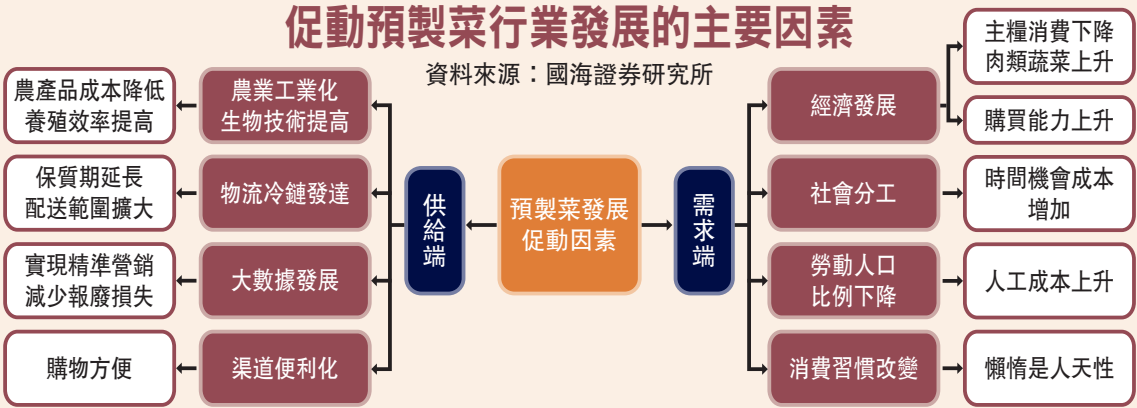 促動預製菜行業發展的主要因素
資料來源：國海證券研究所
農產品成本降低
養殖效率提高
農業工業化
生物技術提高
保質期延長
配送範圍擴大
物流冷鏈發達
實現精準營銷
減少報廢損失
大數據發展
購物方便
渠道便利化
供給端
預製菜發展
促動因素
需求端
經濟發展
主糧消費下降
肉類蔬菜上升
購買能力上升
社會分工
時間機會成本
增加
勞動人口
比例下降
人工成本上升
消費習慣改變
懶惰是人天性